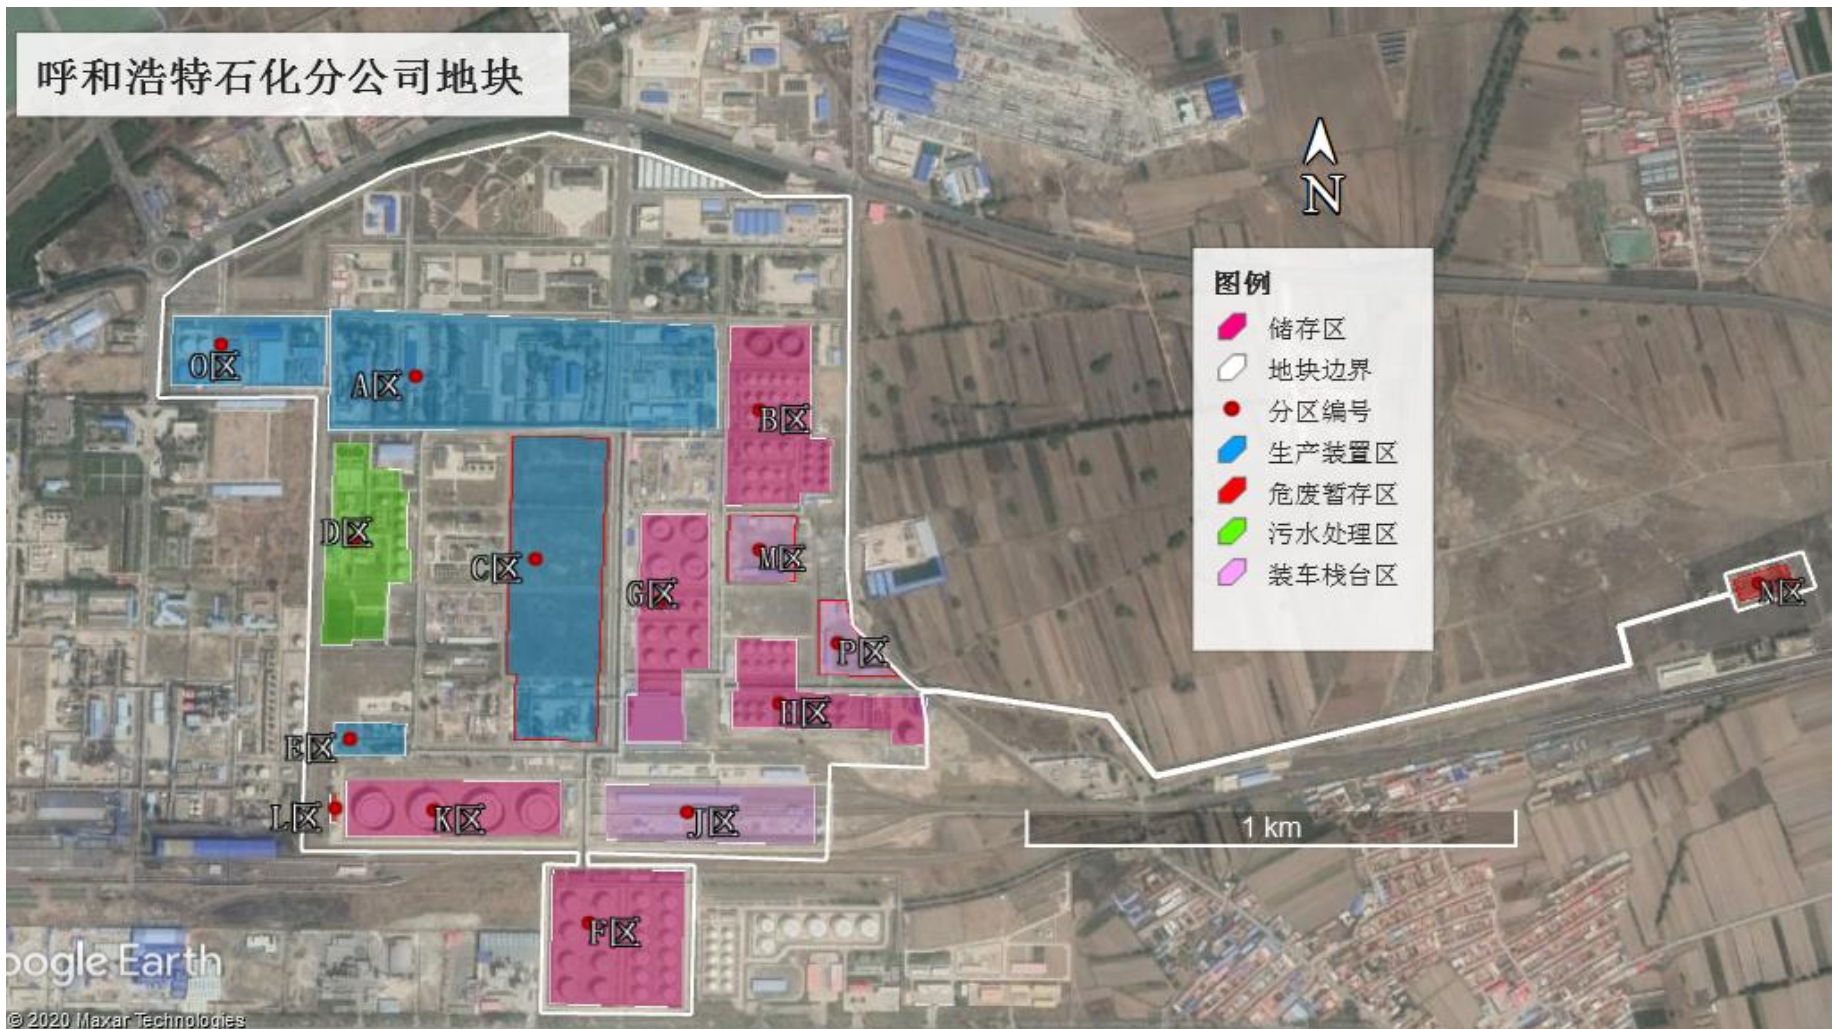 呼和浩特石化分公司地块
N
图例
储存区
地块边界
分区编号
生产装置区
危废暂存区
污水处理区
装车栈台区
O区
A区
B区
D区
C区
M区
G区
N区
P区
H区
E区
L区
K区
J区
1 km
F区
oogle Earth
© 2020 Maxar Technologies